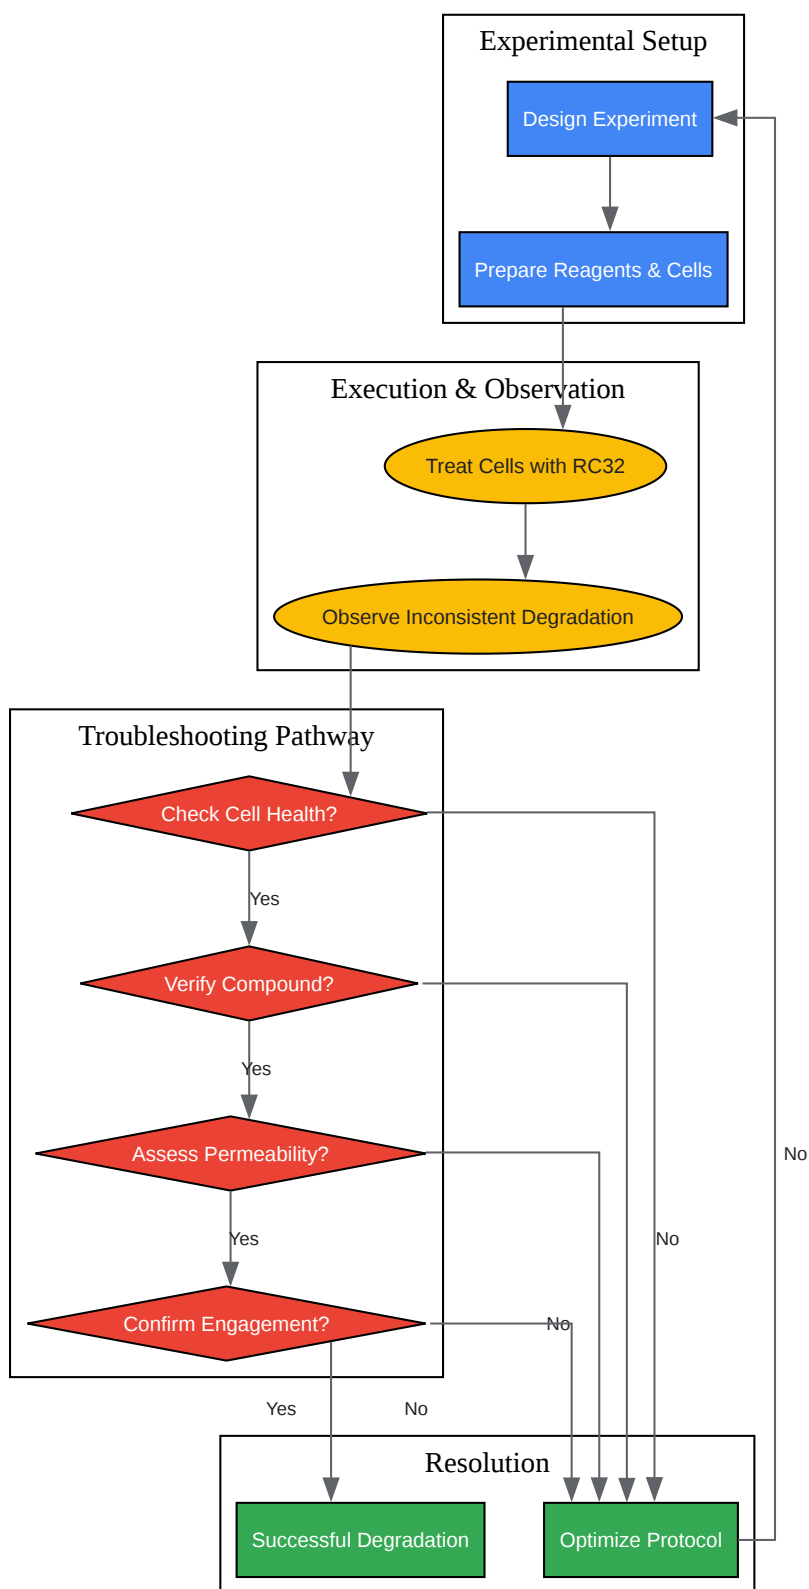 Experimental Setup
Design Experiment
Prepare Reagents & Cells
Execution & Observation
Treat Cells with RC32
Observe Inconsistent Degradation
Troubleshooting Pathway
Check Cell Health?
Yes
Verify Compound?
Yes
Assess Permeability?
No
Yes
No
Confirm Engagement?
No
Yes
No
Resolution
Successful Degradation
Optimize Protocol